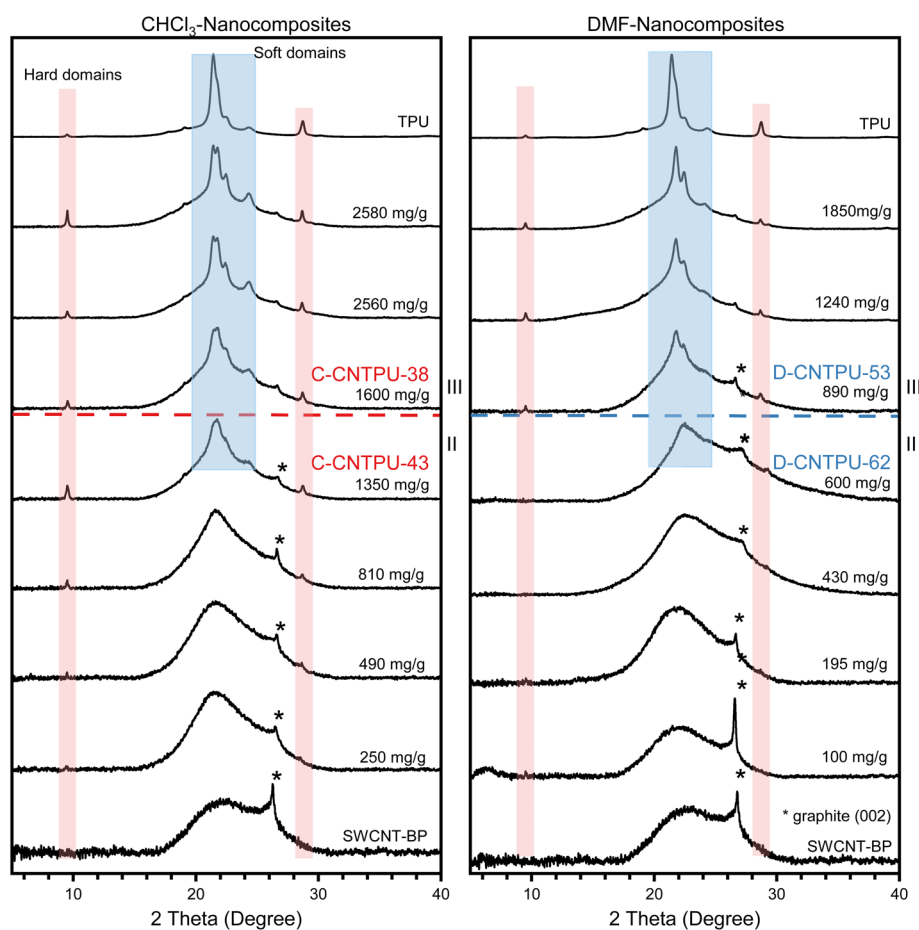 CHCl₃-Nanocomposites
Hard domains
Soft domains
TPU
2580 mg/g
2560 mg/g
C-CNTPU-38
1600 mg/g
III
II
C-CNTPU-43
*
1350 mg/g
*
810 mg/g
*
490 mg/g
*
250 mg/g
*
SWCNT-BP
10
20
30
40
2 Theta (Degree)
DMF-Nanocomposites
TPU
1850mg/g
1240 mg/g
*
D-CNTPU-53
890 mg/g
III
II
*
D-CNTPU-62
600 mg/g
*
430 mg/g
*
*
195 mg/g
*
100 mg/g
*
* graphite (002)
SWCNT-BP
10
20
30
40
2 Theta (Degree)